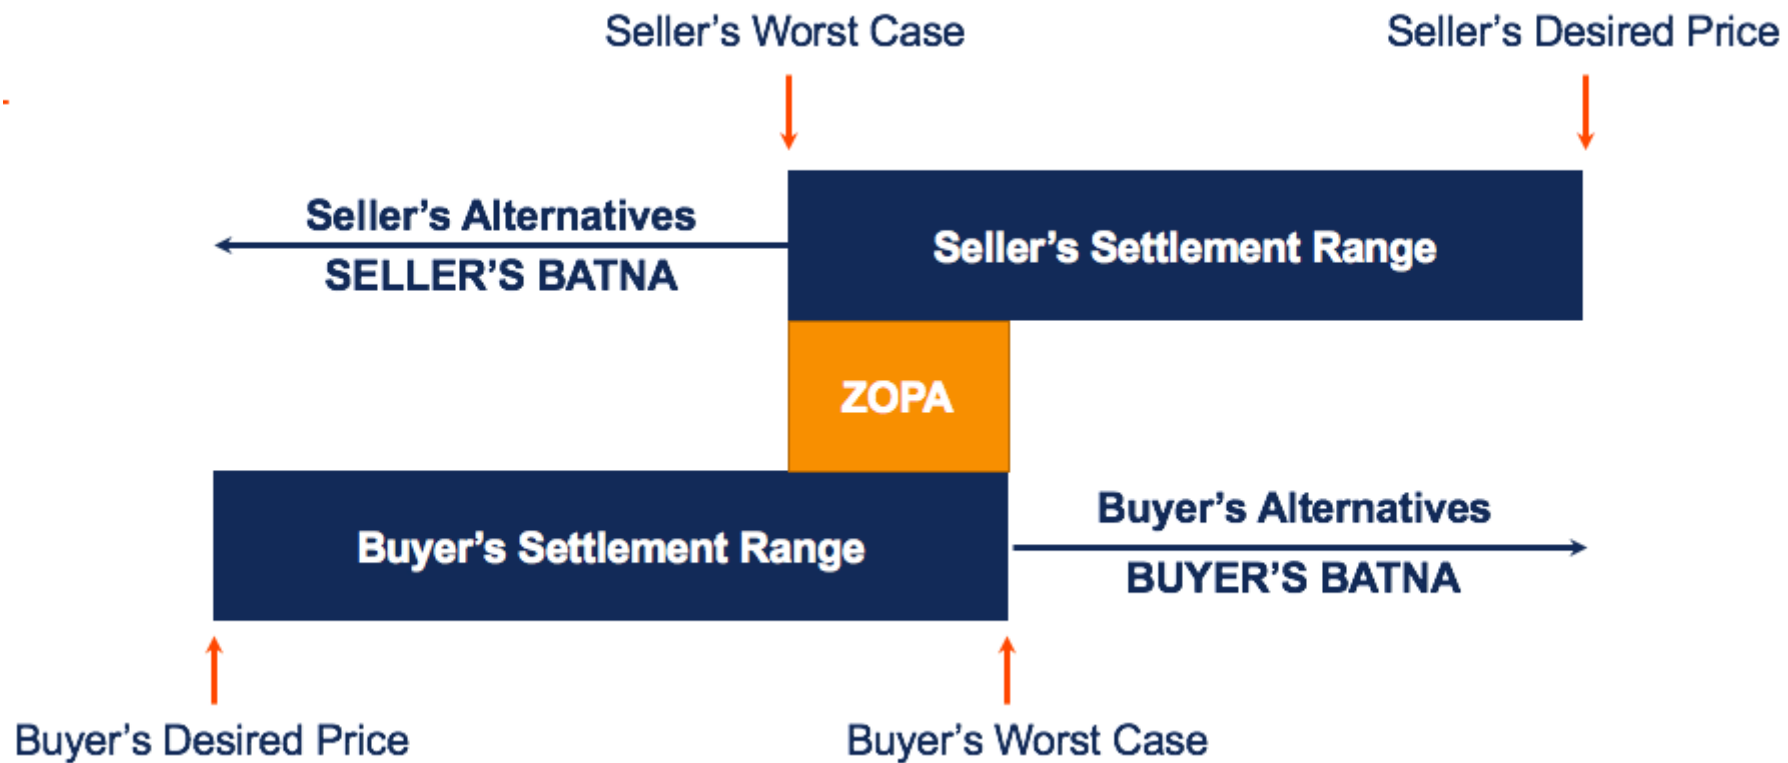 Seller’s Worst Case
Seller’s Desired Price
Seller’s Alternatives
SELLER’S BATNA
Seller’s Settlement Range
ZOPA
Buyer’s Settlement Range
Buyer’s Alternatives
BUYER’S BATNA
Buyer’s Desired Price
Buyer’s Worst Case